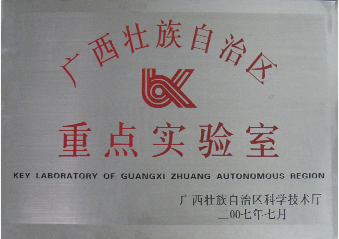 广西壮族自治区
重点实验室
KEY LABORATORY OF GUANGXI ZHUANG AUTONOMOUS REGION
广西壮族自治区科学技术厅
二00七年七月